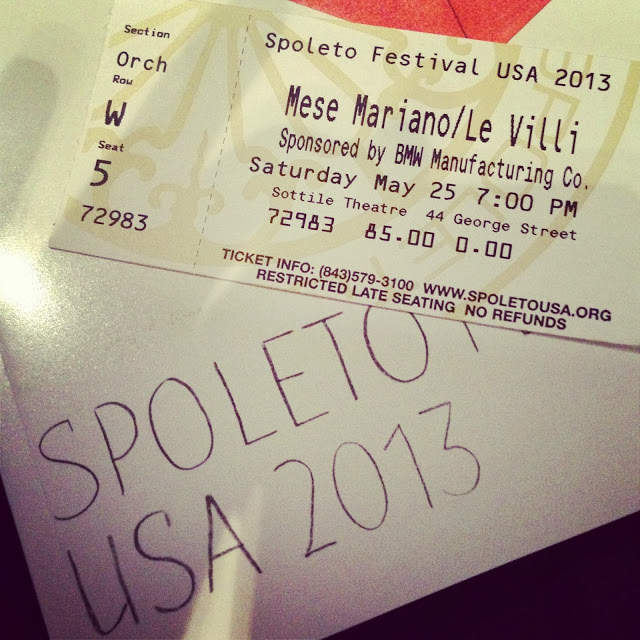 Section
Orch
Row
W
Seat
5
72983
Spoleto Festival USA 2013
Mese Mariano/Le Villi
Sponsored by BMW Manufacturing Co.
Saturday May 25 7:00 PM
Sottile Theatre 44 George Street
72983 85.00 0.00
TICKET INFO: (843)579-3100 WWW.SPOLETOUSA.ORG
RESTRICTED LATE SEATING NO REFUNDS
SPOLETO
USA 2013